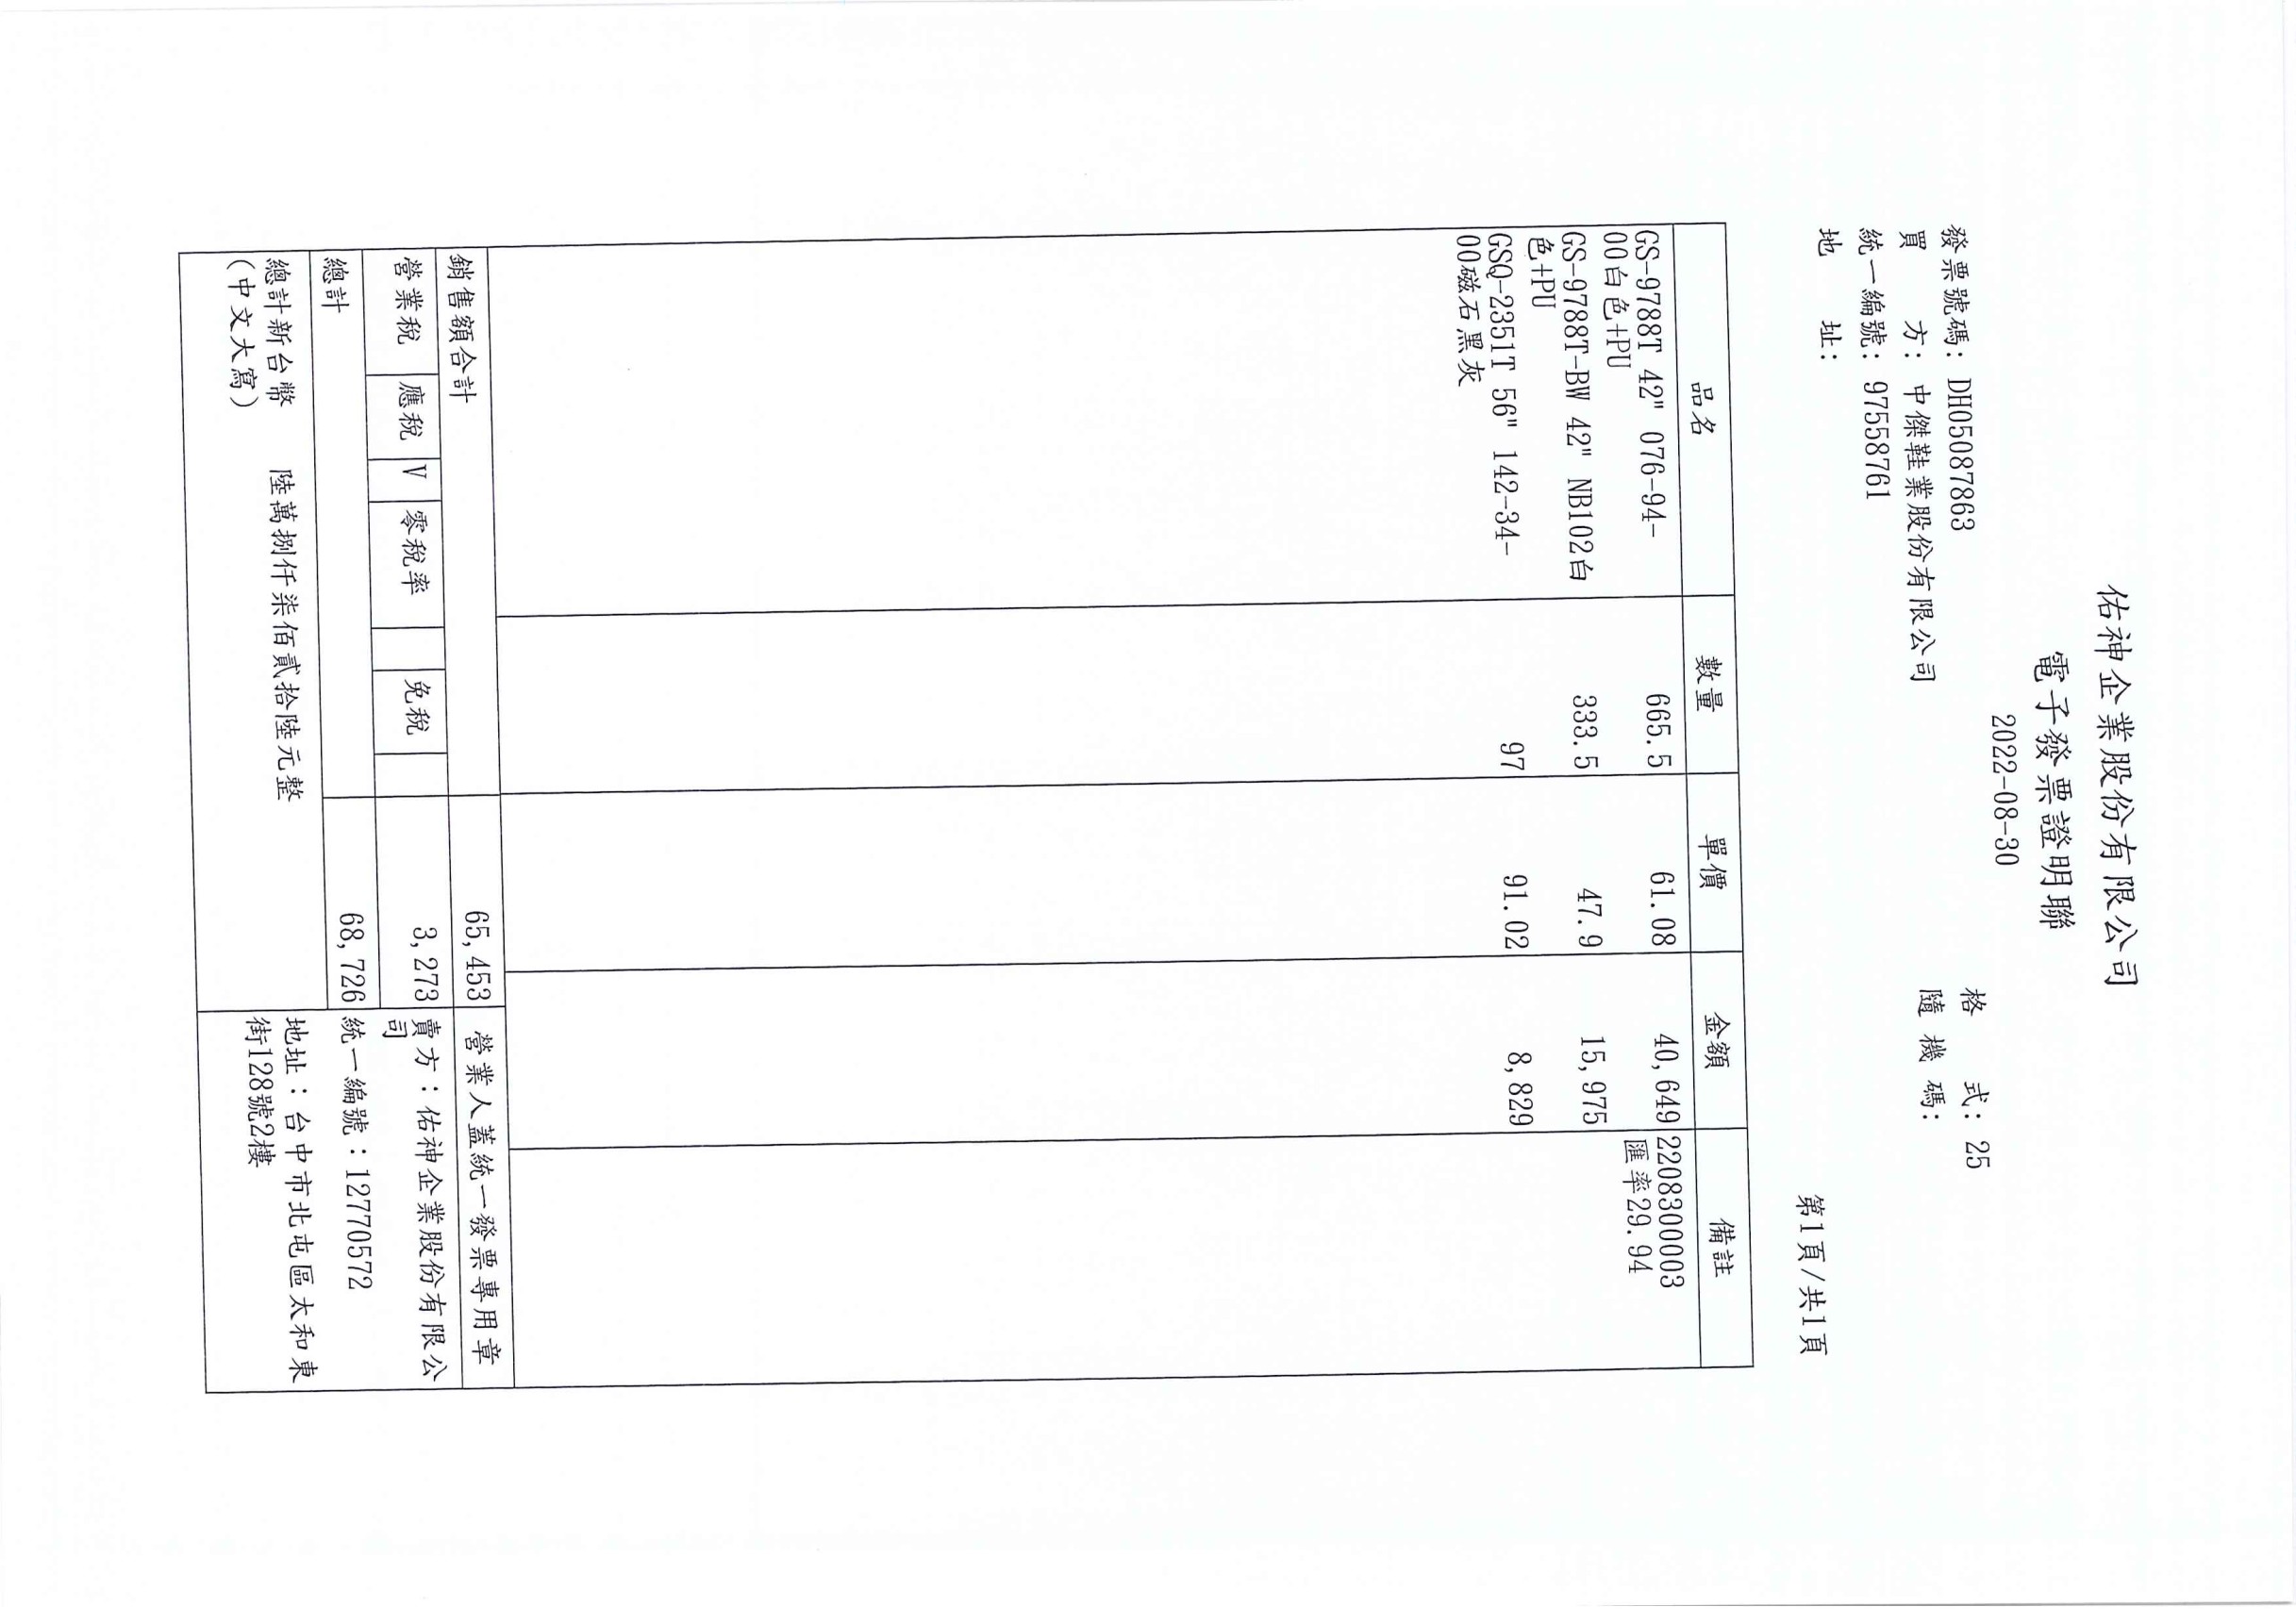 佑神企業股份有限公司
電子發票證明聯
2022-08-30
發票號碼: DH05087863
格　　式: 25
買　　方: 中傑鞋業股份有限公司
隨 機 碼:
統一編號: 97558761
地　　址:
第1頁/共1頁
品名 數量 單價 金額 備註
GS-9788T 42" 076-94- 665.5 61.08 40,649 2208300003
00白色+PU 匯率29.94
GS-9788T-BW 42" NB102白 333.5 47.9 15,975
色+PU
GSQ-2351T 56" 142-34- 97 91.02 8,829
00磁石黑灰
銷售額合計 65,453 營業人蓋統一發票專用章
營業稅 應稅 V 零稅率 免稅 3,273 賣方：佑神企業股份有限公
司
總計 68,726 統一編號：12770572
總計新台幣 陸萬捌仟柒佰貳拾陸元整 地址：台中市北屯區太和東
(中文大寫) 街128號2樓